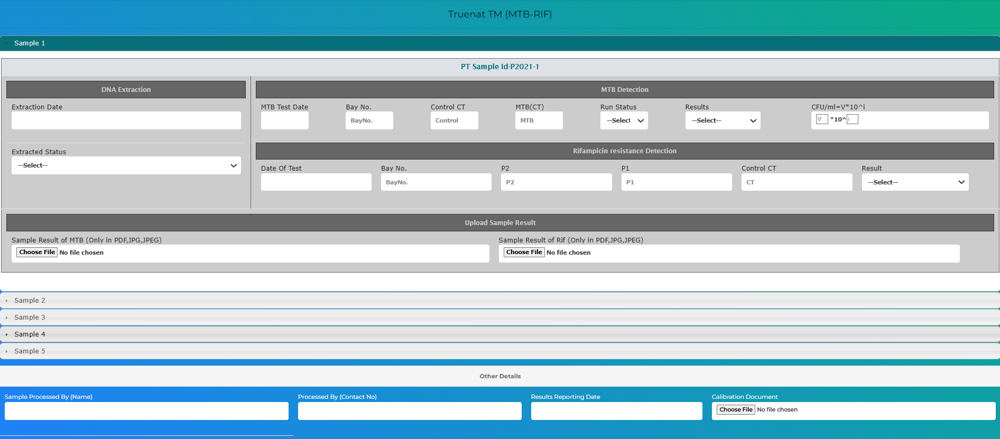 Truenat TM (MTB-RIF)
Sample 1
PT Sample Id-P2021-1
DNA Extraction
MTB Detection
Extraction Date
MTB Test Date
Bay No.
Control CT
MTB(CT)
Run Status
Results
CFU/ml=V*10^i
BayNo.
Control
MTB
--Select
--Select--
V *10^ i
Extracted Status
--Select--
Rifampicin resistance Detection
Date Of Test
Bay No.
P2
P1
Control CT
Result
BayNo.
P2
P1
CT
--Select--
Upload Sample Result
Sample Result of MTB (Only in PDF,JPG,JPEG)
Sample Result of Rif (Only in PDF,JPG,JPEG)
Choose File No file chosen
Choose File No file chosen
Sample 2
Sample 3
Sample 4
Sample 5
Other Details
Sample Processed By (Name)
Processed By (Contact No)
Results Reporting Date
Calibration Document
Choose File No file chosen